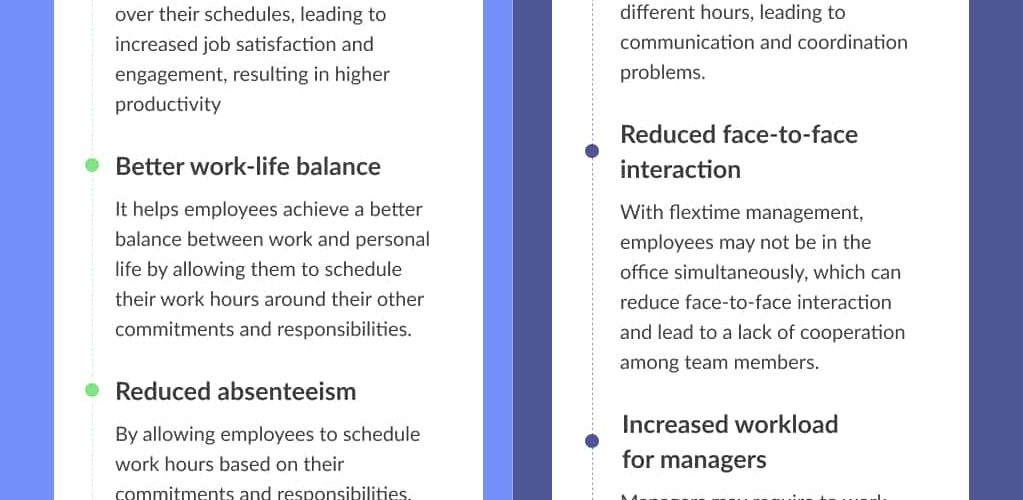 over their schedules, leading to
increased job satisfaction and
engagement, resulting in higher
productivity
Better work-life balance
It helps employees achieve a better
balance between work and personal
life by allowing them to schedule
their work hours around their other
commitments and responsibilities.
Reduced absenteeism
By allowing employees to schedule
work hours based on their
commitments and responsibilities,
different hours, leading to
communication and coordination
problems.
Reduced face-to-face
interaction
With flextime management,
employees may not be in the
office simultaneously, which can
reduce face-to-face interaction
and lead to a lack of cooperation
among team members.
Increased workload
for managers
Managers may require to work